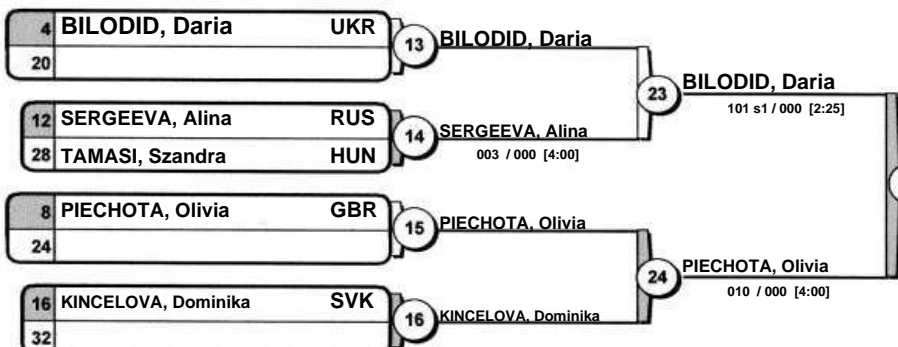 4 BILODID, Daria UKR
20
13 BILODID, Daria
12 SERGEEVA, Alina RUS
28 TAMASI, Szandra HUN
14 SERGEEVA, Alina
003 / 000 [4:00]
23 BILODID, Daria
101 s1 / 000 [2:25]
8 PIECHOTA, Olivia GBR
24
15 PIECHOTA, Olivia
16 KINCELOVA, Dominika SVK
32
16 KINCELOVA, Dominika
24 PIECHOTA, Olivia
010 / 000 [4:00]